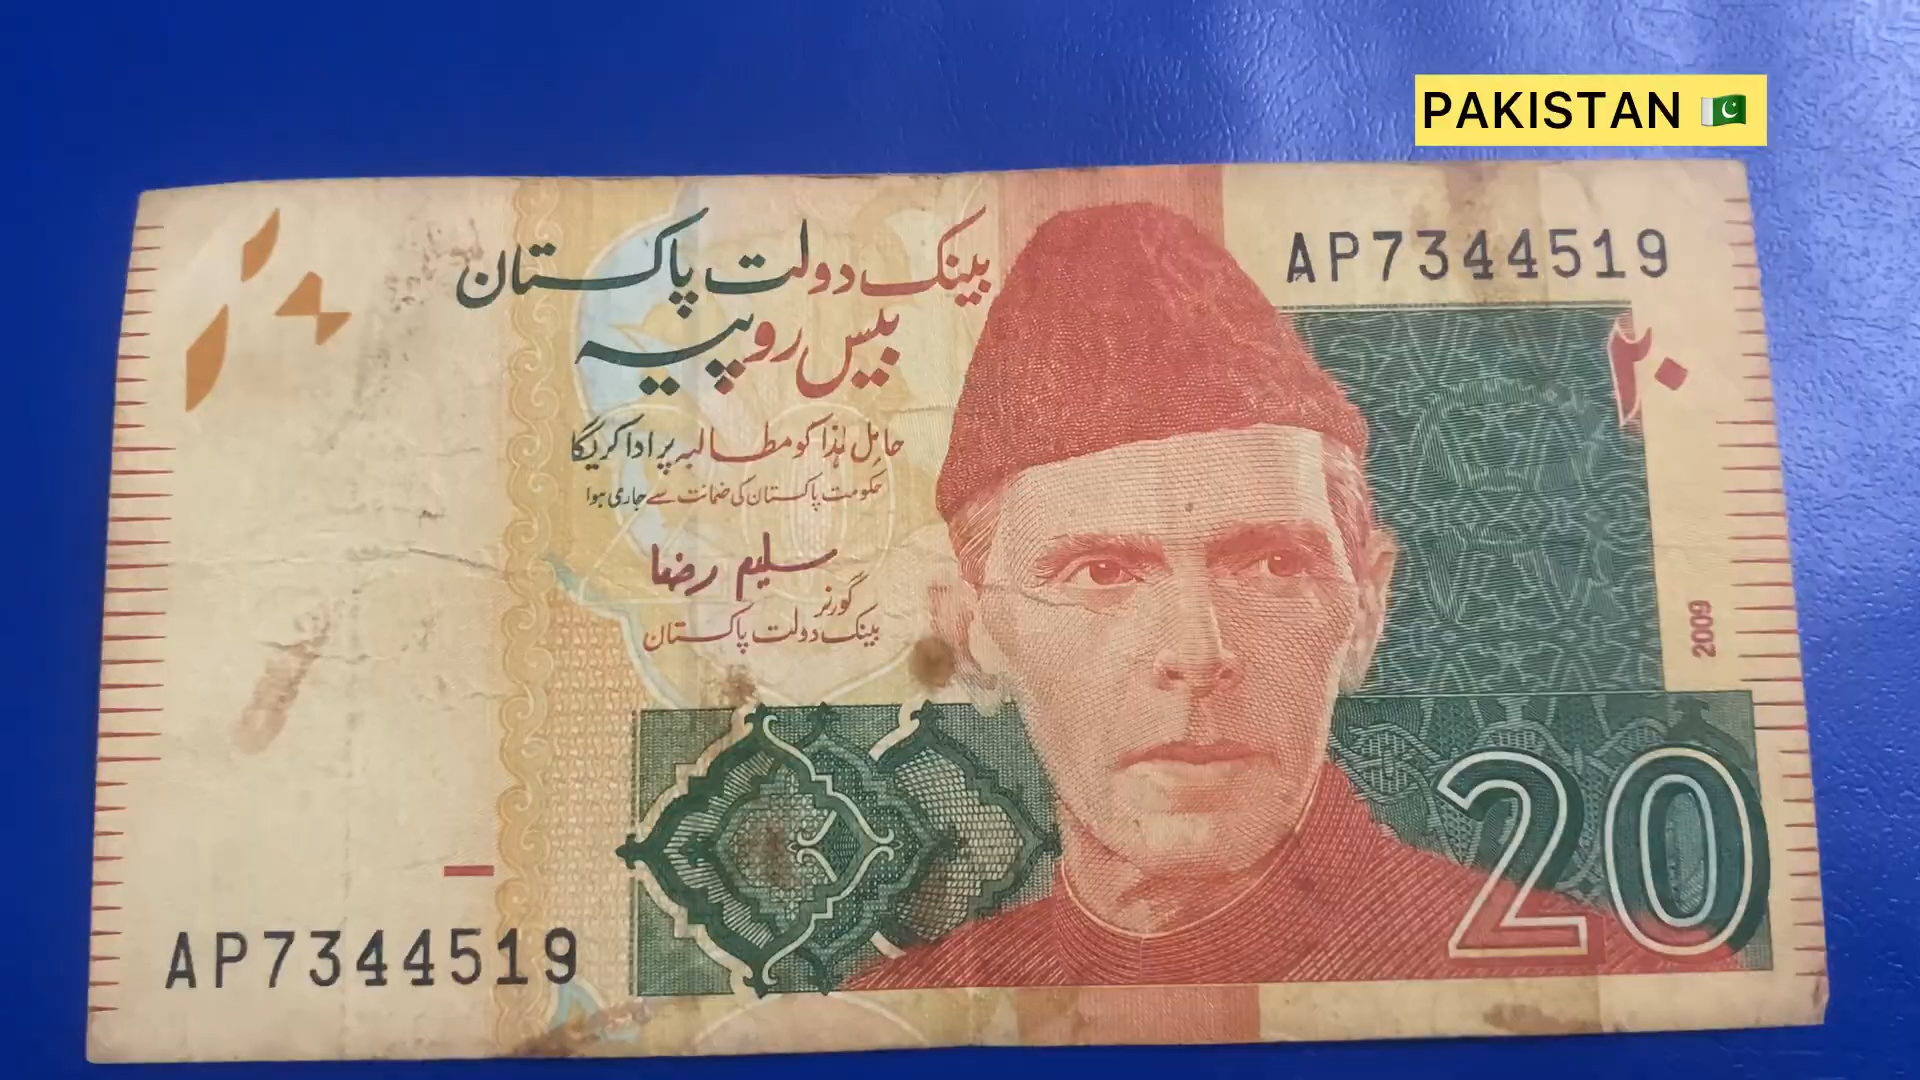 PAKISTAN 🇵🇰
بینک دولت پاکستان
بیس روپیہ
AP7344519
۲۰
حامل ہٰذا کو مطالبہ پر ادا کریگا
حکومت پاکستان کی ضمانت سے جاری ہوا
سلیم رضا
گورنر
بینک دولت پاکستان
2009
20
AP7344519